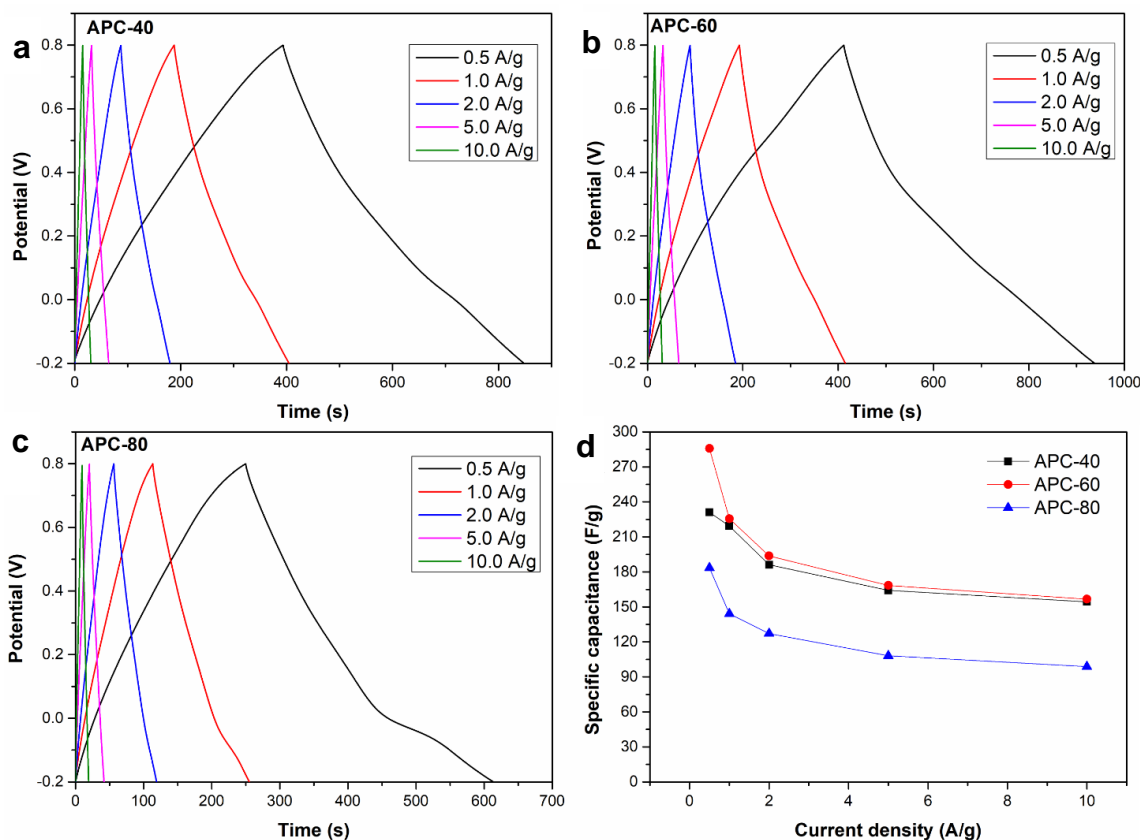 a
APC-40
0.5 A/g
1.0 A/g
2.0 A/g
5.0 A/g
10.0 A/g
Potential (V)
0.8
0.6
0.4
0.2
0.0
-0.2
0 200 400 600 800
Time (s)
b
APC-60
0.5 A/g
1.0 A/g
2.0 A/g
5.0 A/g
10.0 A/g
Potential (V)
0.8
0.6
0.4
0.2
0.0
-0.2
0 200 400 600 800 1000
Time (s)
c
APC-80
0.5 A/g
1.0 A/g
2.0 A/g
5.0 A/g
10.0 A/g
Potential (V)
0.8
0.6
0.4
0.2
0.0
-0.2
0 100 200 300 400 500 600 700
Time (s)
d
APC-40
APC-60
APC-80
Specific capacitance (F/g)
300
270
240
210
180
150
120
90
60
30
0
0 2 4 6 8 10
Current density (A/g)